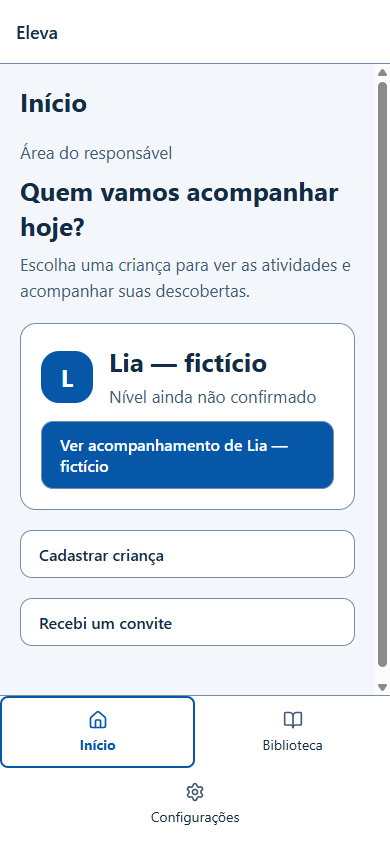 Eleva
Início
Área do responsável
Quem vamos acompanhar
hoje?
Escolha uma criança para ver as atividades e
acompanhar suas descobertas.
L
Lia — fictício
Nível ainda não confirmado
Ver acompanhamento de Lia —
fictício
Cadastrar criança
Recebi um convite
Início
Biblioteca
Configurações